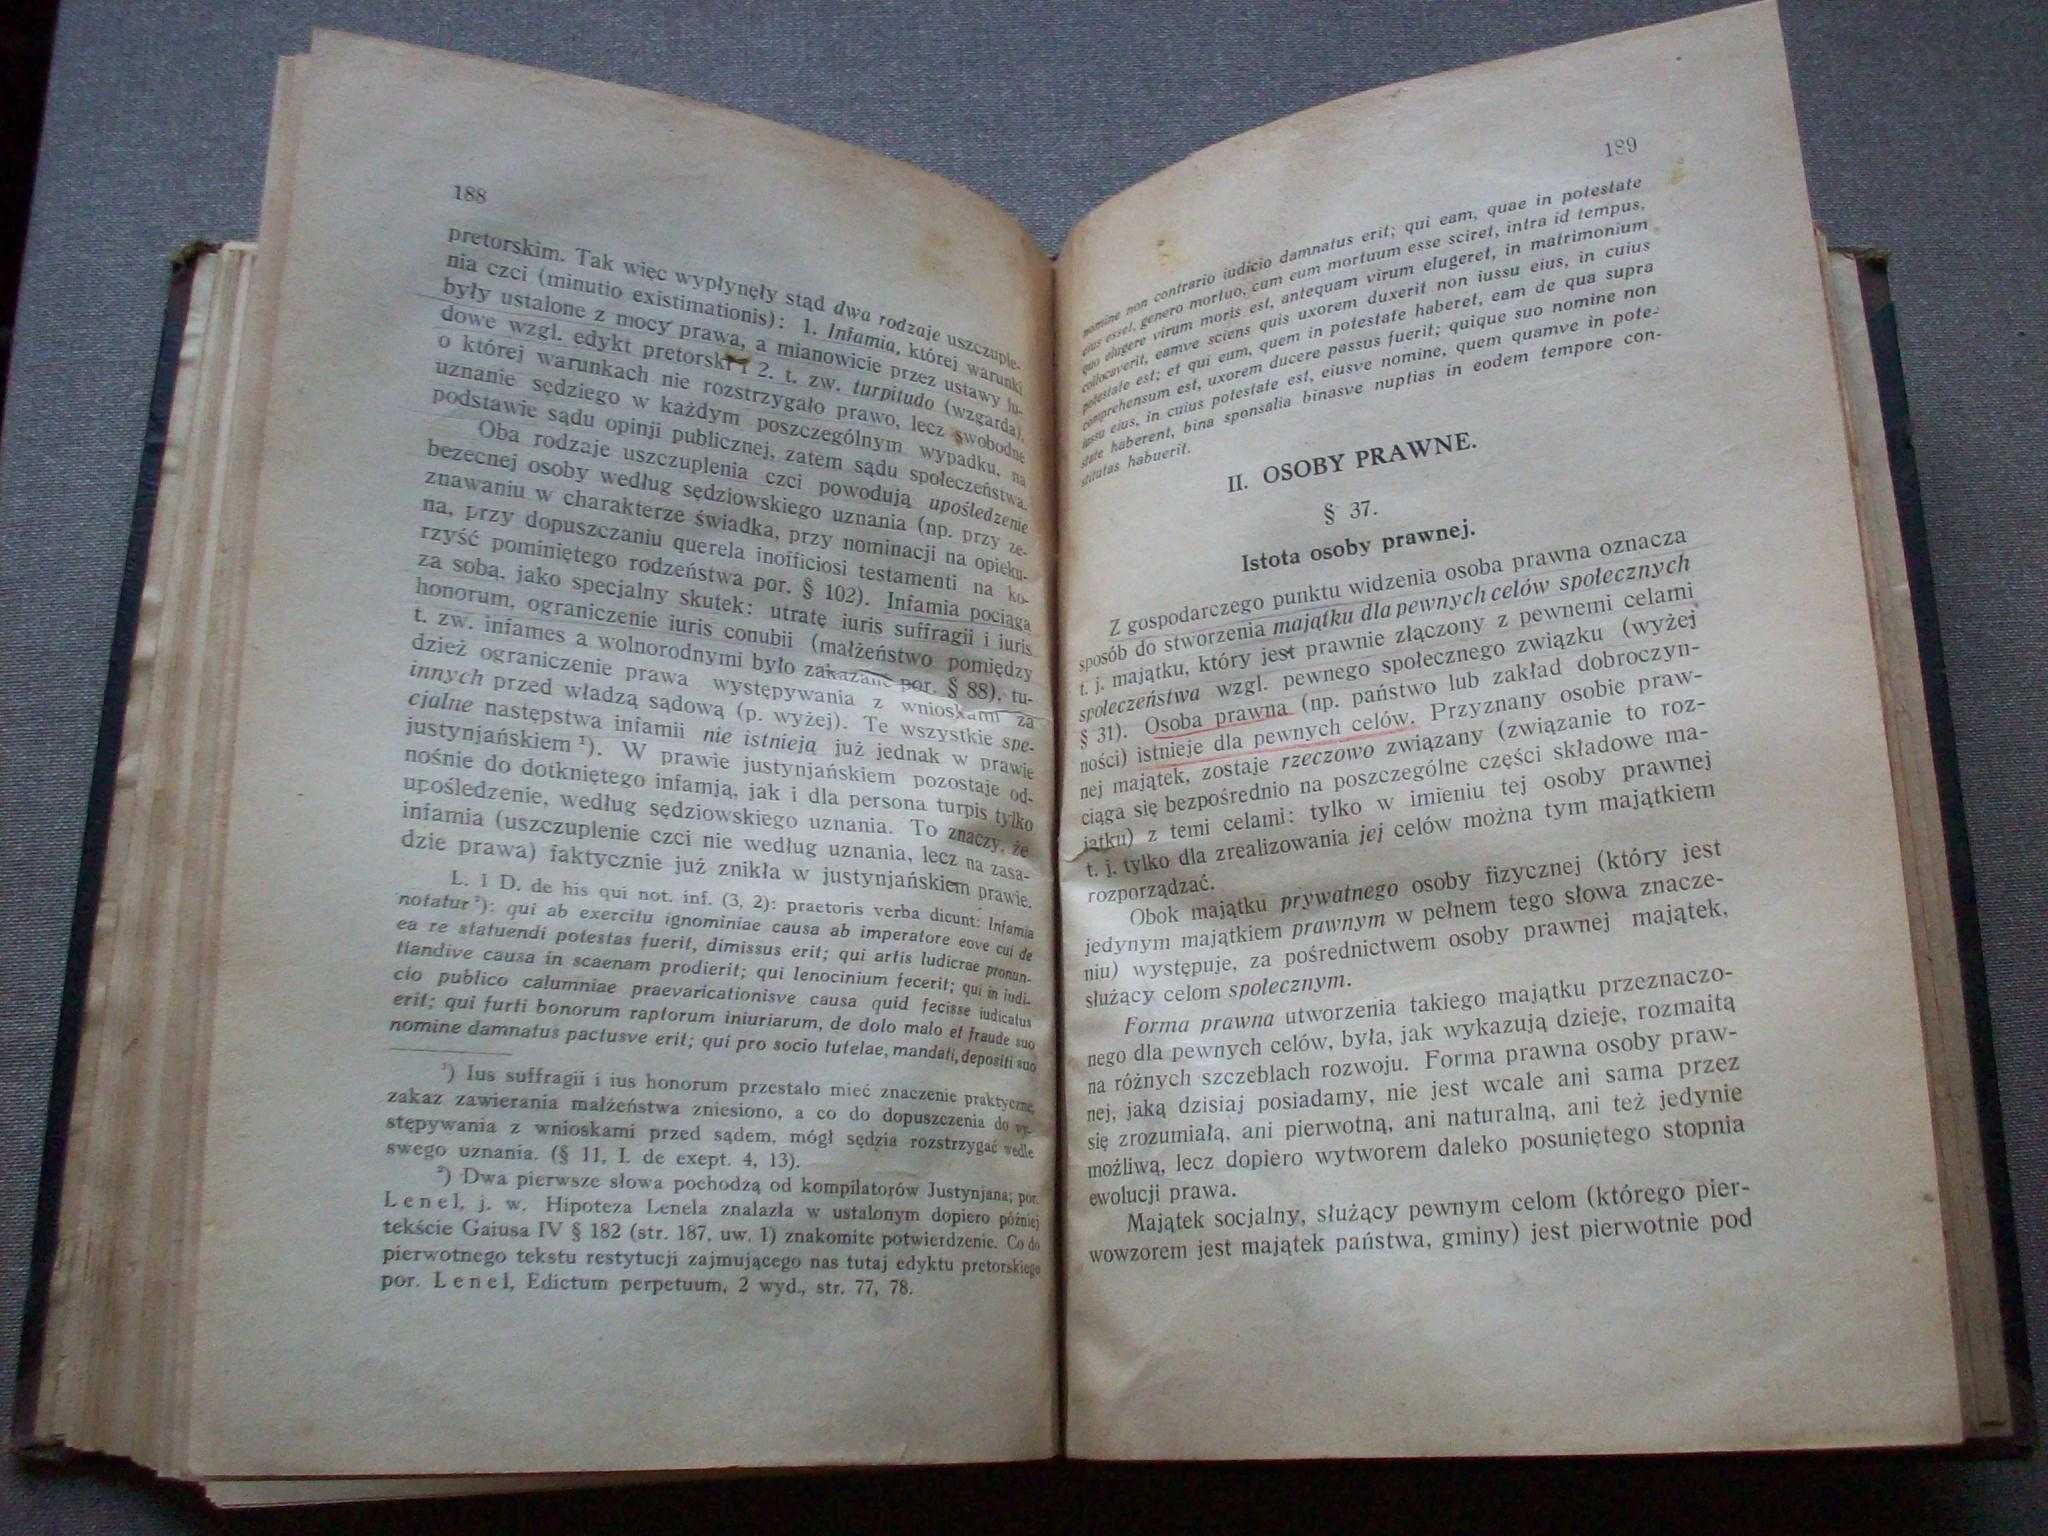 188
pretorskim. Tak więc wypłynęły stąd dwa rodzaje uszczuple-
nia czci (minutio existimationis): 1. Infamia, której warunki
były ustalone z mocy prawa, a mianowicie przez ustawy lu-
dowe wzgl. edykt pretorski i 2. t. zw. turpitudo (wzgarda),
o której warunkach nie rozstrzygało prawo, lecz swobodne
uznanie sędziego w każdym poszczególnym wypadku, na
podstawie sądu opinji publicznej, zatem sądu społeczeństwa.
Oba rodzaje uszczuplenia czci powodują upośledzenie
bezecnej osoby według sędziowskiego uznania (np. przy ze-
znawaniu w charakterze świadka, przy nominacji na opieku-
na, przy dopuszczaniu querela inofficiosi testamenti na ko-
rzyść pominiętego rodzeństwa por. § 102). Infamia pociąga
za sobą, jako specjalny skutek: utratę iuris suffragii i iuris
honorum, ograniczenie iuris conubii (małżeństwo pomiędzy
t. zw. infames a wolnorodnymi było zakazane por. § 88), tu-
dzież ograniczenie prawa występywania z wnioskami za
innych przed władzą sądową (p. wyżej). Te wszystkie spe-
cjalne następstwa infamii nie istnieją już jednak w prawie
justynjańskiem ¹). W prawie justynjańskiem pozostaje od-
nośnie do dotkniętego infamją, jak i dla persona turpis tylko
upośledzenie, według sędziowskiego uznania. To znaczy, że
infamia (uszczuplenie czci nie według uznania, lecz na zasa-
dzie prawa) faktycznie już znikła w justynjańskiem prawie.
L. 1 D. de his qui not. inf. (3, 2): praetoris verba dicunt: Infamia
notatur ²): qui ab exercitu ignominiae causa ab imperatore eove cui de
ea re statuendi potestas fuerit, dimissus erit; qui artis ludicrae pronun-
tiandive causa in scaenam prodierit; qui lenocinium fecerit; qui in iudi-
cio publico calumniae praevaricationisve causa quid fecisse iudicatus
erit; qui furti bonorum raptorum iniuriarum, de dolo malo et fraude suo
nomine damnatus pactusve erit; qui pro socio tutelae, mandati, depositi suo
¹) Ius suffragii i ius honorum przestało mieć znaczenie praktyczne,
zakaz zawierania małżeństwa zniesiono, a co do dopuszczenia do wy-
stępywania z wnioskami przed sądem, mógł sędzia rozstrzygać wedle
swego uznania. (§ 11, I. de exept. 4, 13).
²) Dwa pierwsze słowa pochodzą od kompilatorów Justynjana; por.
Lenel, j. w. Hipoteza Lenela znalazła w ustalonym dopiero później
tekście Gaiusa IV § 182 (str. 187, uw. 1) znakomite potwierdzenie. Co do
pierwotnego tekstu restytucji zajmującego nas tutaj edyktu pretorskiego
por. Lenel, Edictum perpetuum, 2 wyd., str. 77, 78.
189
nomine non contrario iudicio damnatus erit; qui eam, quae in potestate
eius esset, genero mortuo, cum eum mortuum esse sciret, intra id tempus,
quo elugere virum moris est, antequam virum elugeret, in matrimonium
collocaverit, eamve sciens quis uxorem duxerit non iussu eius, in cuius
potestate est; et qui eum, quem in potestate haberet, eam de qua supra
comprehensum est, uxorem ducere passus fuerit; quique suo nomine non
iussu eius, in cuius potestate est, eiusve nomine, quem quamve in pote-
state haberent, bina sponsalia binasve nuptias in eodem tempore con-
stitutas habuerit.
II. OSOBY PRAWNE.
§ 37.
Istota osoby prawnej.
Z gospodarczego punktu widzenia osoba prawna oznacza
sposób do stworzenia majątku dla pewnych celów społecznych
t. j. majątku, który jest prawnie złączony z pewnemi celami
społeczeństwa wzgl. pewnego społecznego związku (wyżej
§ 31). Osoba prawna (np. państwo lub zakład dobroczyn-
ności) istnieje dla pewnych celów. Przyznany osobie praw-
nej majątek, zostaje rzeczowo związany (związanie to roz-
ciąga się bezpośrednio na poszczególne części składowe ma-
jątku) z temi celami: tylko w imieniu tej osoby prawnej
t. j. tylko dla zrealizowania jej celów można tym majątkiem
rozporządzać.
Obok majątku prywatnego osoby fizycznej (który jest
jedynym majątkiem prawnym w pełnem tego słowa znacze-
niu) występuje, za pośrednictwem osoby prawnej majątek,
służący celom społecznym.
Forma prawna utworzenia takiego majątku przeznaczo-
nego dla pewnych celów, była, jak wykazują dzieje, rozmaitą
na różnych szczeblach rozwoju. Forma prawna osoby praw-
nej, jaką dzisiaj posiadamy, nie jest wcale ani sama przez
się zrozumiałą, ani pierwotną, ani naturalną, ani też jedynie
możliwą, lecz dopiero wytworem daleko posuniętego stopnia
ewolucji prawa.
Majątek socjalny, służący pewnym celom (którego pier-
wowzorem jest majątek państwa, gminy) jest pierwotnie pod